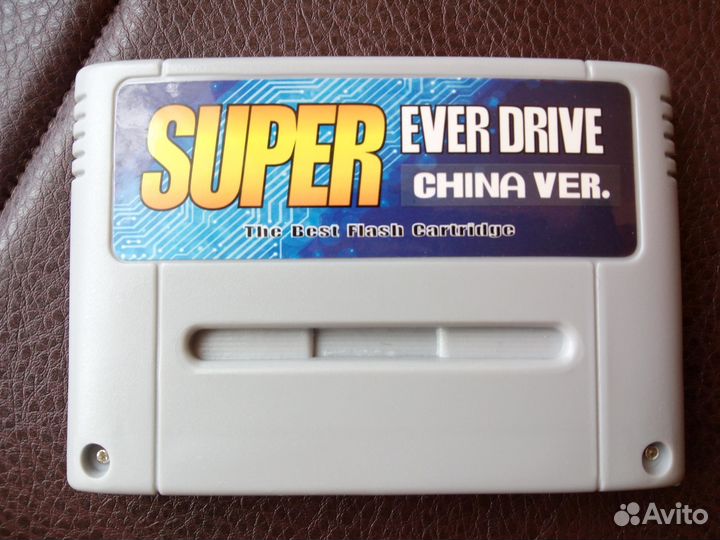 SUPER EVER DRIVE
CHINA VER.
The Best Flash Cartridge
Avito